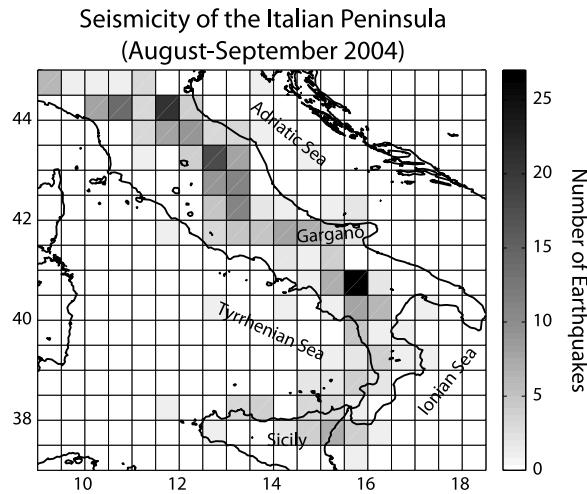 Seismicity of the Italian Peninsula
(August-September 2004)
44
42
40
38
10
12
14
16
18
Adriatic Sea
Gargano
Tyrrhenian Sea
Ionian Sea
Sicily
25
20
15
10
5
0
Number of Earthquakes